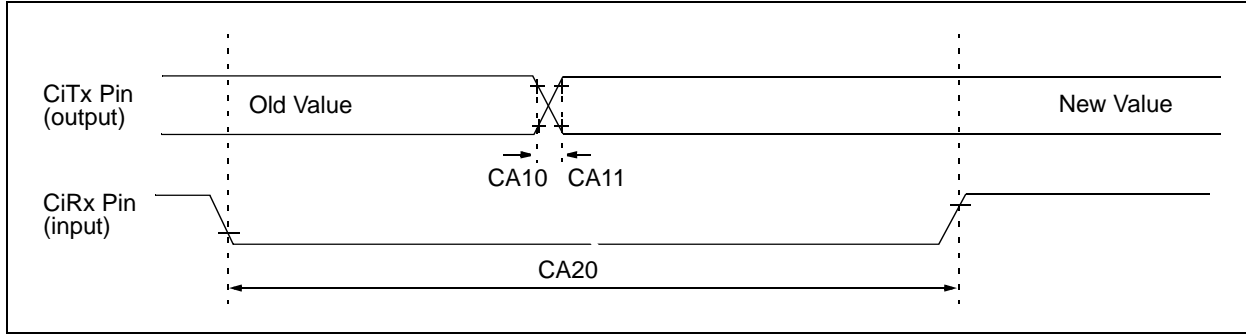 CiTx Pin
(output)
Old Value
New Value
CA10 CA11
CiRx Pin
(input)
CA20